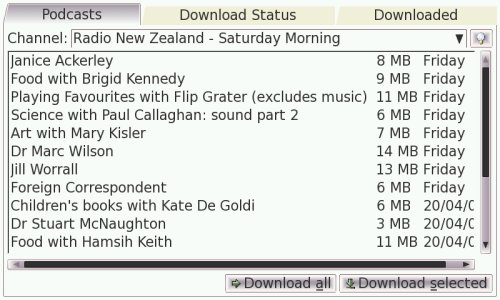 Podcasts Download Status Downloaded
Channel: Radio New Zealand - Saturday Morning
Janice Ackerley 8 MB Friday
Food with Brigid Kennedy 9 MB Friday
Playing Favourites with Flip Grater (excludes music) 11 MB Friday
Science with Paul Callaghan: sound part 2 6 MB Friday
Art with Mary Kisler 7 MB Friday
Dr Marc Wilson 14 MB Friday
Jill Worrall 13 MB Friday
Foreign Correspondent 6 MB Friday
Children's books with Kate De Goldi 6 MB 20/04/0
Dr Stuart McNaughton 3 MB 20/04/0
Food with Hamsih Keith 11 MB 20/04/0
Download all Download selected